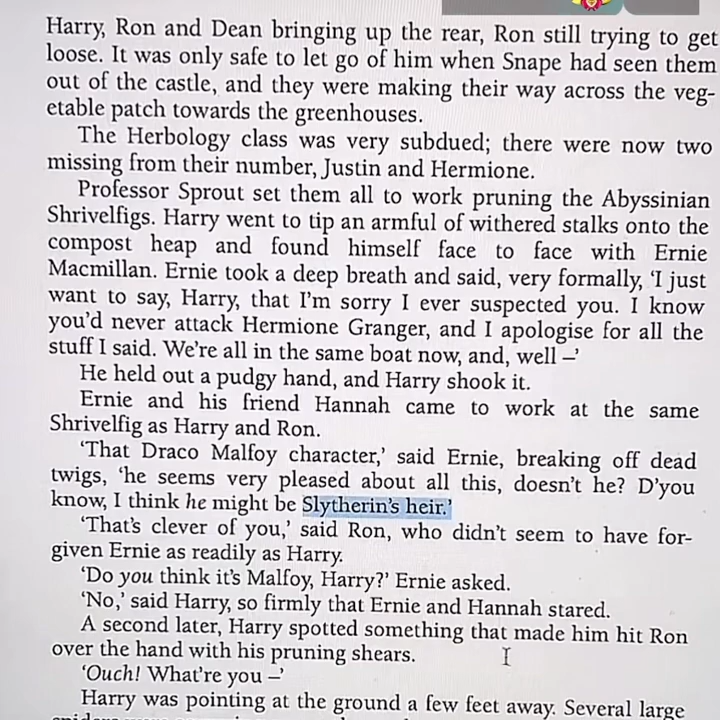 Harry, Ron and Dean bringing up the rear, Ron still trying to get
loose. It was only safe to let go of him when Snape had seen them
out of the castle, and they were making their way across the veg-
etable patch towards the greenhouses.
The Herbology class was very subdued; there were now two
missing from their number, Justin and Hermione.
Professor Sprout set them all to work pruning the Abyssinian
Shrivelfigs. Harry went to tip an armful of withered stalks onto the
compost heap and found himself face to face with Ernie
Macmillan. Ernie took a deep breath and said, very formally, ‘I just
want to say, Harry, that I’m sorry I ever suspected you. I know
you’d never attack Hermione Granger, and I apologise for all the
stuff I said. We’re all in the same boat now, and, well –’
He held out a pudgy hand, and Harry shook it.
Ernie and his friend Hannah came to work at the same
Shrivelfig as Harry and Ron.
‘That Draco Malfoy character,’ said Ernie, breaking off dead
twigs, ‘he seems very pleased about all this, doesn’t he? D’you
know, I think he might be Slytherin’s heir.’
‘That’s clever of you,’ said Ron, who didn’t seem to have for-
given Ernie as readily as Harry.
‘Do you think it’s Malfoy, Harry?’ Ernie asked.
‘No,’ said Harry, so firmly that Ernie and Hannah stared.
A second later, Harry spotted something that made him hit Ron
over the hand with his pruning shears.
‘Ouch! What’re you –’
Harry was pointing at the ground a few feet away. Several large